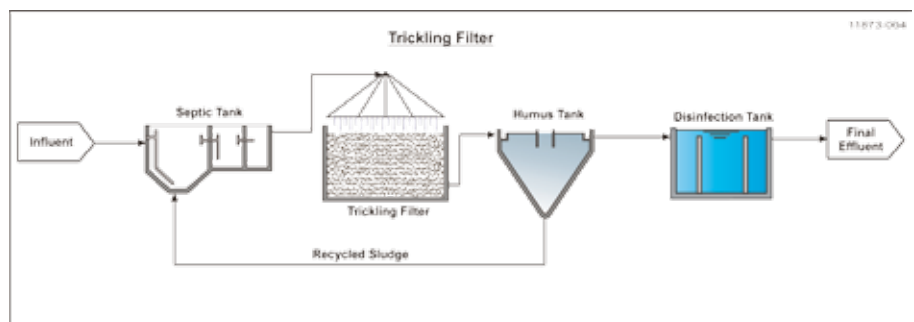 11873-004
Trickling Filter
Septic Tank
Humus Tank
Disinfection Tank
Influent
Final
Effluent
Trickling Filter
Recycled Sludge